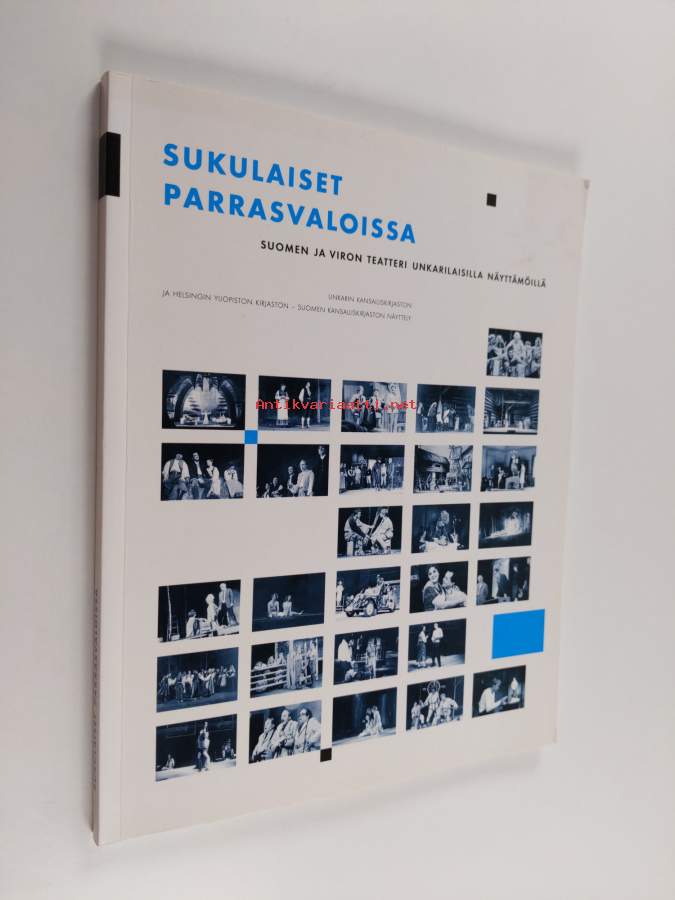 SUKULAISET
PARRASVALOISSA
SUOMEN JA VIRON TEATTERI UNKARILAISILLA NÄYTTÄMÖILLÄ
UNKARIN KANSALLISKIRJASTON
JA HELSINGIN YLIOPISTON KIRJASTON – SUOMEN KANSALLISKIRJASTON NÄYTTELY
Antikvariaatti.net